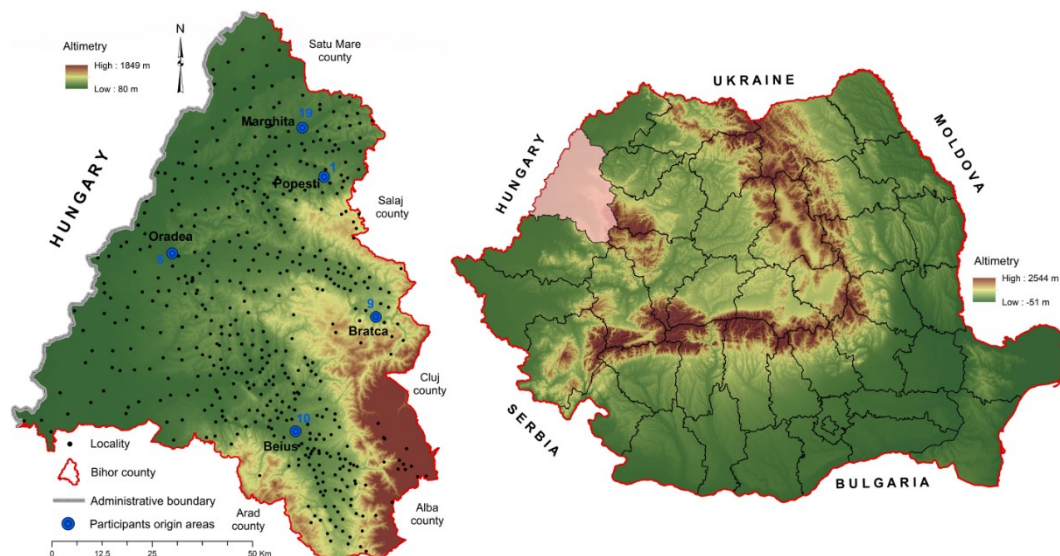 N
Altimetry
High : 1849 m
Low : 80 m
Satu Mare
county
19
Marghita
1
Popesti
HUNGARY
Salaj
county
Oradea
5
9
Bratca
Cluj
county
10
Beius
Locality
Bihor county
Administrative boundary
Participants origin areas
Arad
county
Alba
county
0 12.5 25 50 Km
UKRAINE
MOLDOVA
HUNGARY
Altimetry
High : 2544 m
Low : -51 m
SERBIA
BULGARIA